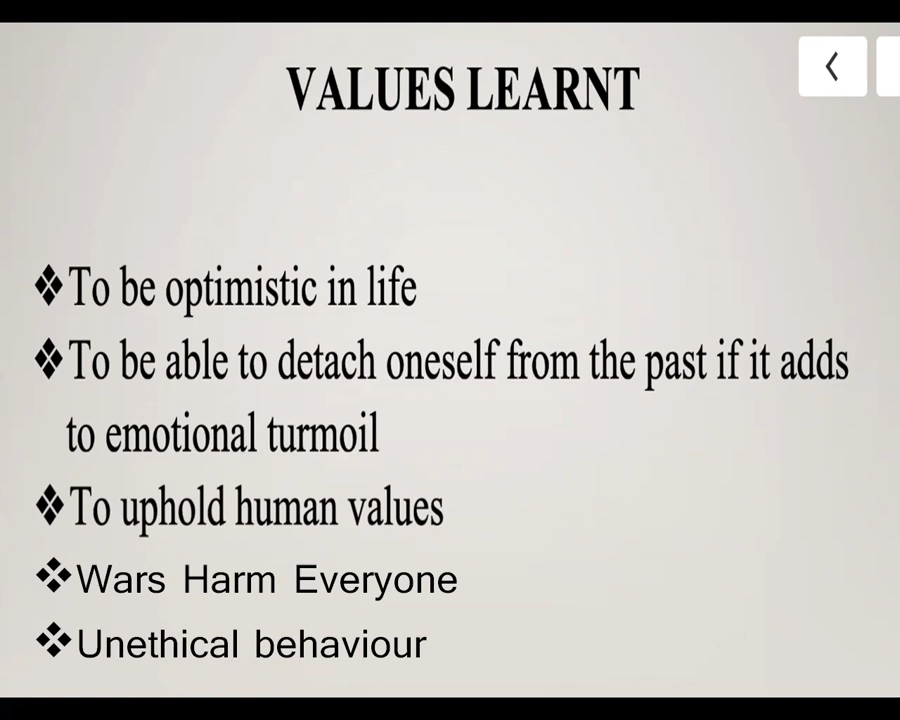 VALUES LEARNT
❖To be optimistic in life
❖To be able to detach oneself from the past if it adds
to emotional turmoil
❖To uphold human values
❖Wars Harm Everyone
❖Unethical behaviour